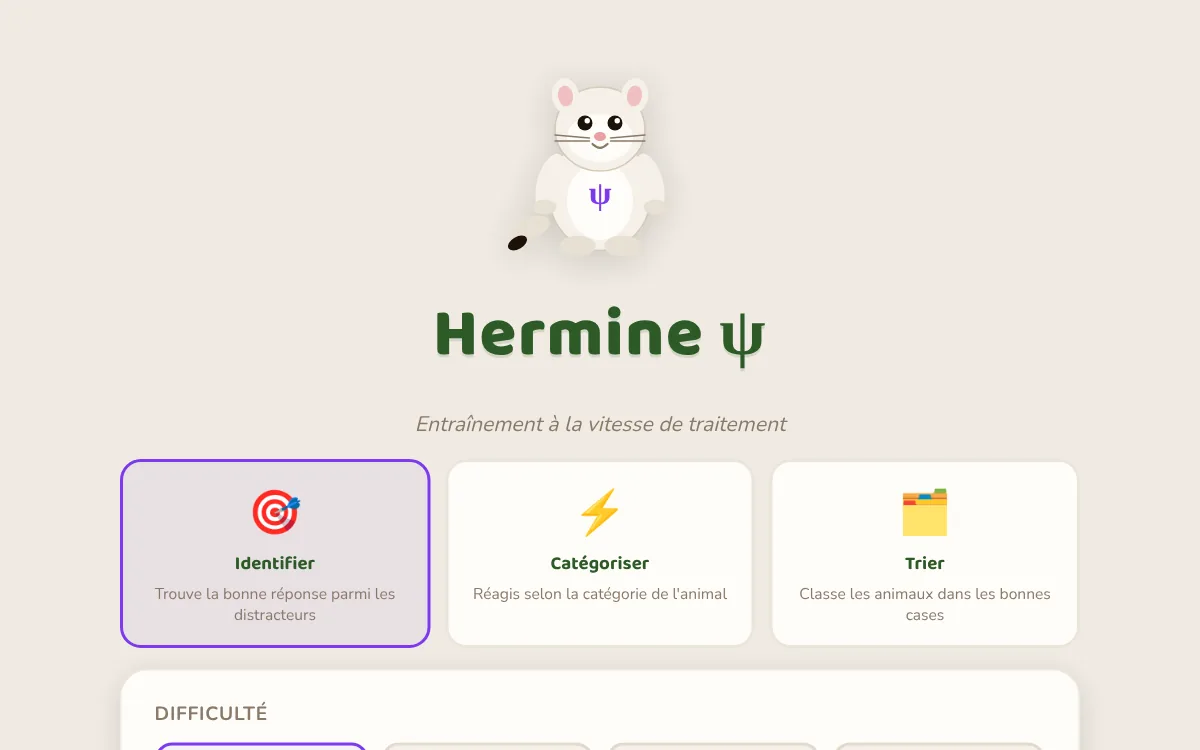 ψ
Hermine ψ
Entraînement à la vitesse de traitement
Identifier
Trouve la bonne réponse parmi les
distracteurs
Catégoriser
Réagis selon la catégorie de l'animal
Trier
Classe les animaux dans les bonnes
cases
DIFFICULTÉ